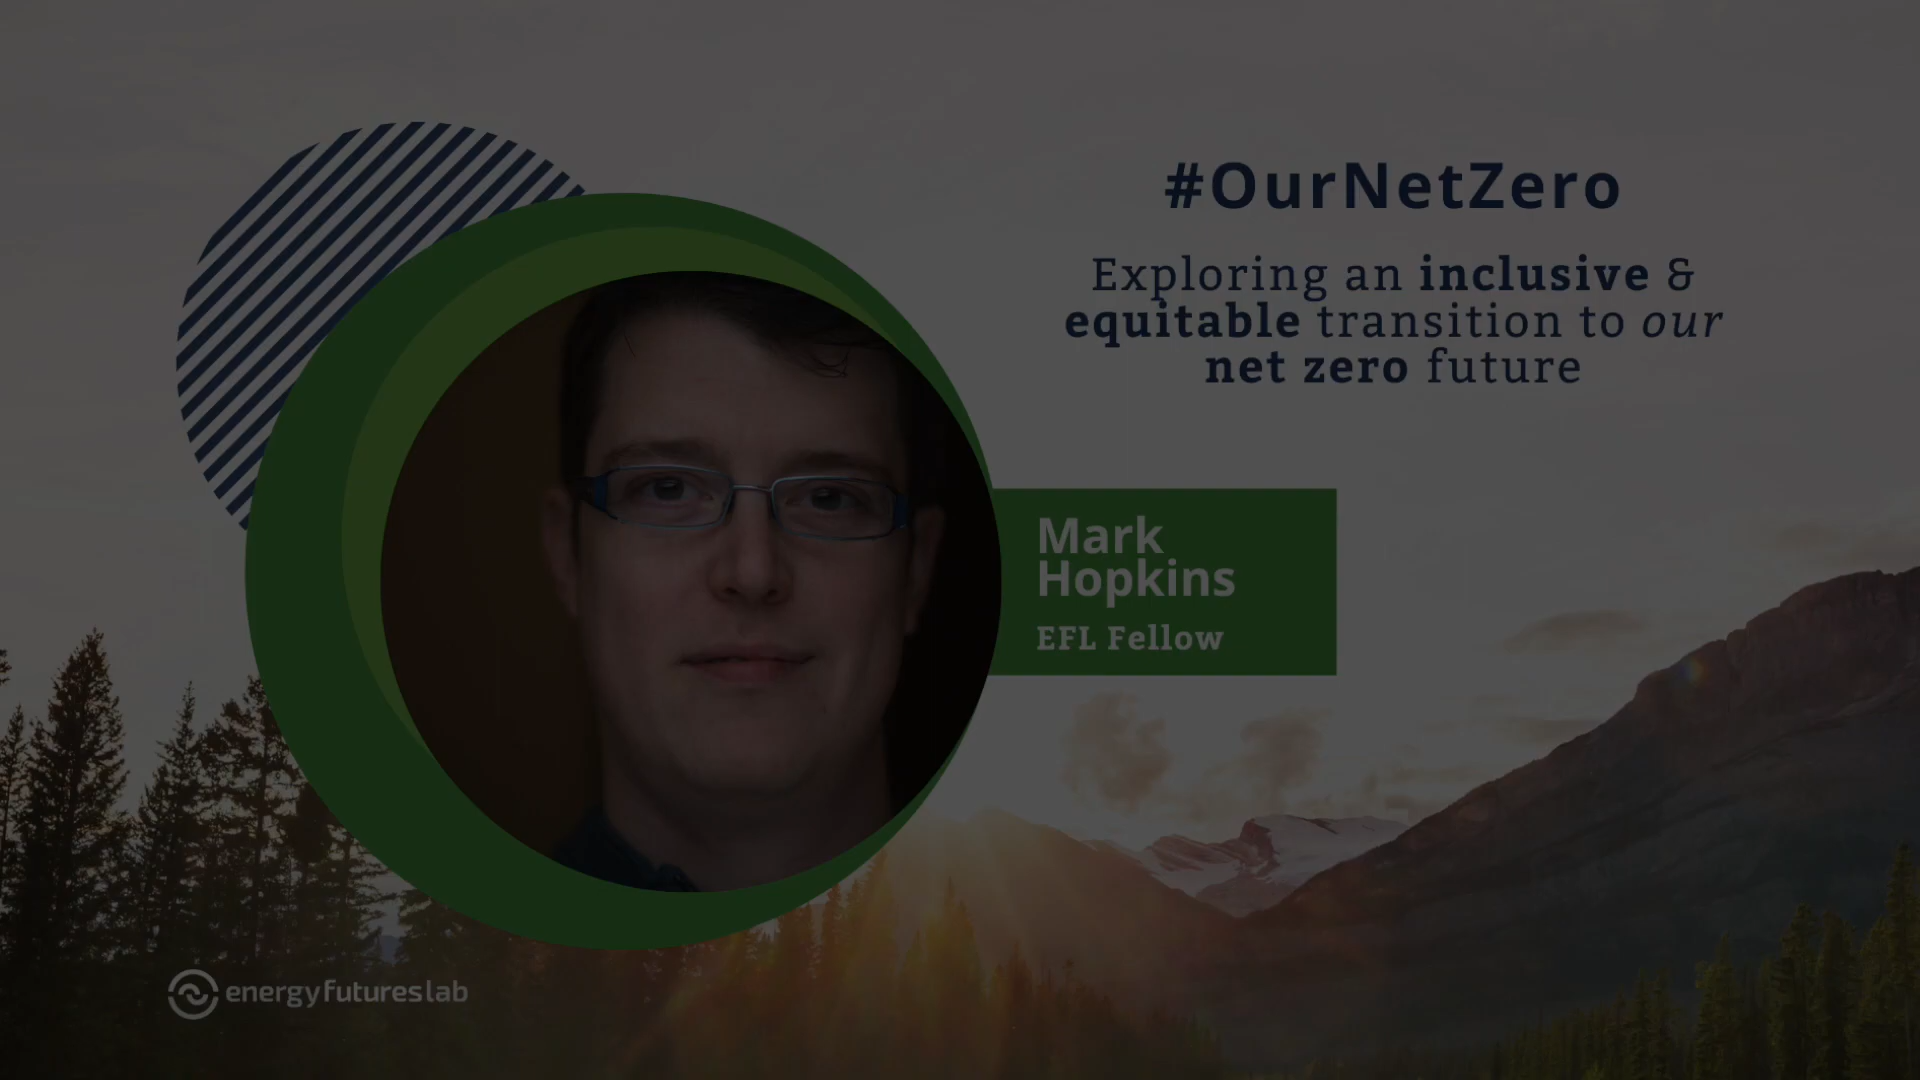 #OurNetZero
Exploring an inclusive &
equitable transition to our
net zero future
Mark
Hopkins
EFL Fellow
energyfutureslab